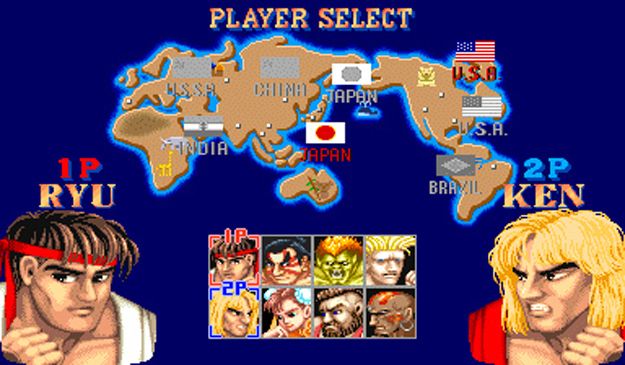 PLAYER SELECT
U.S.A.
U.S.S.R.
CHINA
JAPAN
U.S.A.
INDIA
JAPAN
BRAZIL
1P
RYU
2P
KEN
1P
2P